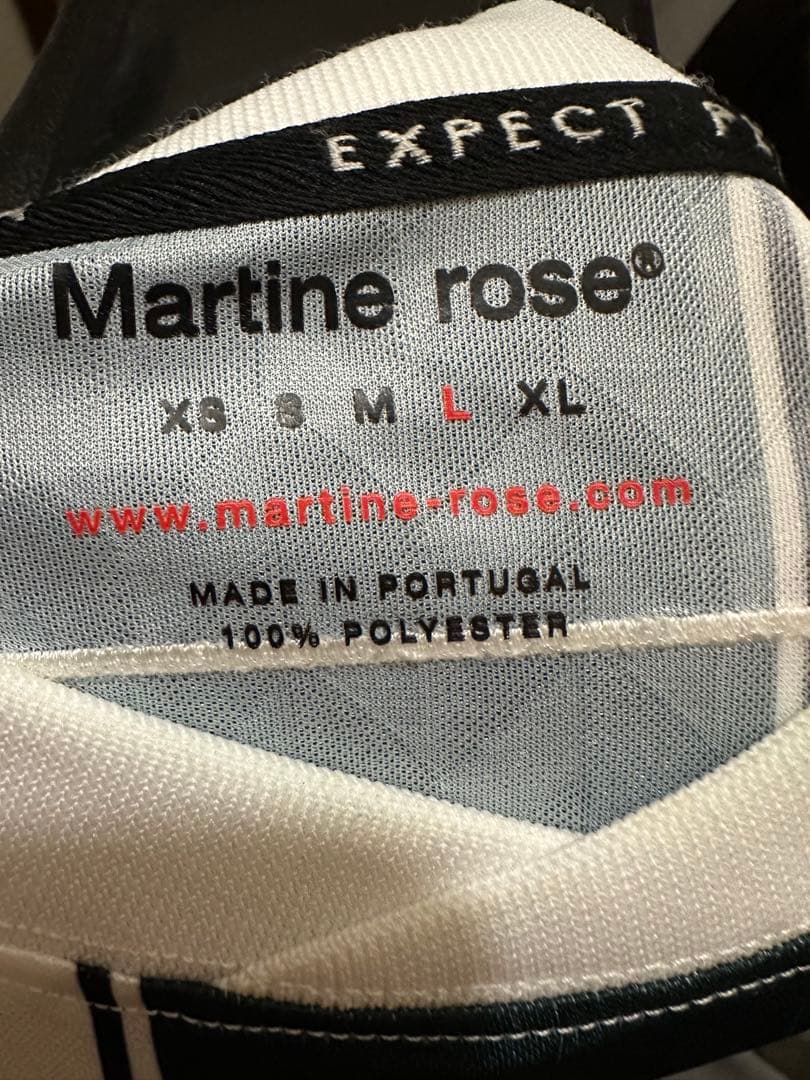 EXPECT
Martine rose®
XS S M L XL
www.martine-rose.com
MADE IN PORTUGAL
100% POLYESTER